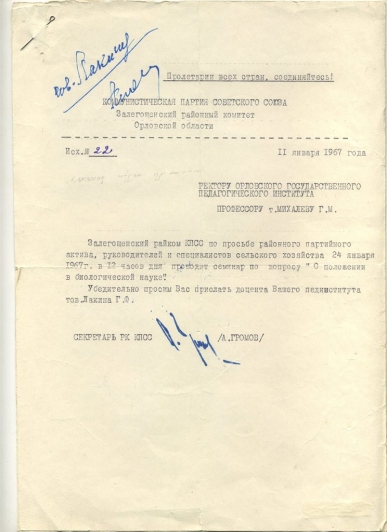 тов. Лакину
Пролетарии всех стран, соединяйтесь!
КОММУНИСТИЧЕСКАЯ ПАРТИЯ СОВЕТСКОГО СОЮЗА
Залегощенский районный комитет
Орловской области
Исх.№ 22
11 января 1967 года
РЕКТОРУ ОРЛОВСКОГО ГОСУДАРСТВЕННОГО
ПЕДАГОГИЧЕСКОГО ИНСТИТУТА
ПРОФЕССОРУ т.МИХАЛЕВУ Г.М.
Залегощенский райком КПСС по просьбе районного партийного
актива, руководителей и специалистов сельского хозяйства 24 января
1967г. в 12 часов дня проводит семинар по вопросу " О положении
в биологической науке".
Убедительно просим Вас прислать доцента Вашего пединститута
тов.Лакина Г.Ф.
СЕКРЕТАРЬ РК КПСС /А.ГРОМОВ/